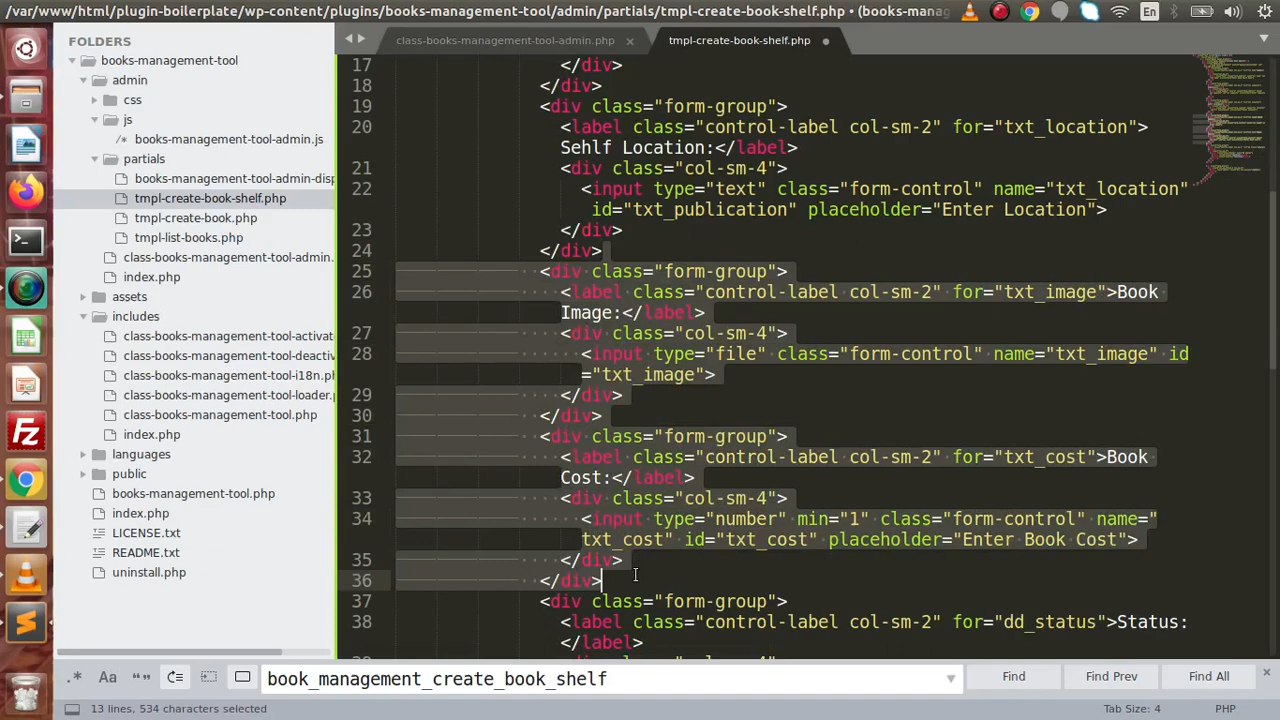 /var/www/html/plugin-boilerplate/wp-content/plugins/books-management-tool/admin/partials/tmpl-create-book-shelf.php • (books-mana
En
FOLDERS
books-management-tool
admin
css
js
/* books-management-tool-admin.js
partials
books-management-tool-admin-disp
tmpl-create-book-shelf.php
tmpl-create-book.php
tmpl-list-books.php
class-books-management-tool-admin.
index.php
assets
includes
class-books-management-tool-activat
class-books-management-tool-deactiv
class-books-management-tool-i18n.ph
class-books-management-tool-loader.p
class-books-management-tool.php
index.php
languages
public
books-management-tool.php
index.php
LICENSE.txt
README.txt
uninstall.php
class-books-management-tool-admin.php ×
tmpl-create-book-shelf.php •
17 </div>
18 </div>
19 <div class="form-group">
20 <label class="control-label col-sm-2" for="txt_location">
Sehlf Location:</label>
21 <div class="col-sm-4">
22 <input type="text" class="form-control" name="txt_location"
id="txt_publication" placeholder="Enter Location">
23 </div>
24 </div>
25 <div class="form-group">
26 <label class="control-label col-sm-2" for="txt_image">Book
Image:</label>
27 <div class="col-sm-4">
28 <input type="file" class="form-control" name="txt_image" id
="txt_image">
29 </div>
30 </div>
31 <div class="form-group">
32 <label class="control-label col-sm-2" for="txt_cost">Book
Cost:</label>
33 <div class="col-sm-4">
34 <input type="number" min="1" class="form-control" name="
txt_cost" id="txt_cost" placeholder="Enter Book Cost">
35 </div>
36 </div>
37 <div class="form-group">
38 <label class="control-label col-sm-2" for="dd_status">Status:
</label>
.* Aa “” book_management_create_book_shelf Find Find Prev Find All ×
13 lines, 534 characters selected Tab Size: 4 PHP